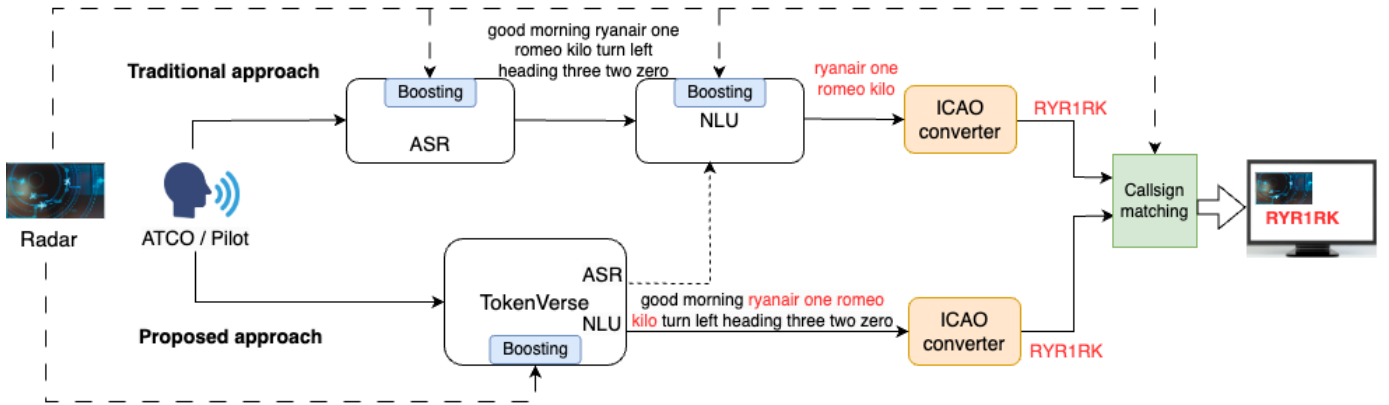 good morning ryanair one
romeo kilo turn left
heading three two zero
Traditional approach
Boosting
ASR
Boosting
NLU
ryanair one
romeo kilo
ICAO
converter
RYR1RK
Radar
ATCO / Pilot
Callsign
matching
RYR1RK
Proposed approach
TokenVerse
ASR
NLU
Boosting
good morning ryanair one romeo
kilo turn left heading three two zero
ICAO
converter
RYR1RK